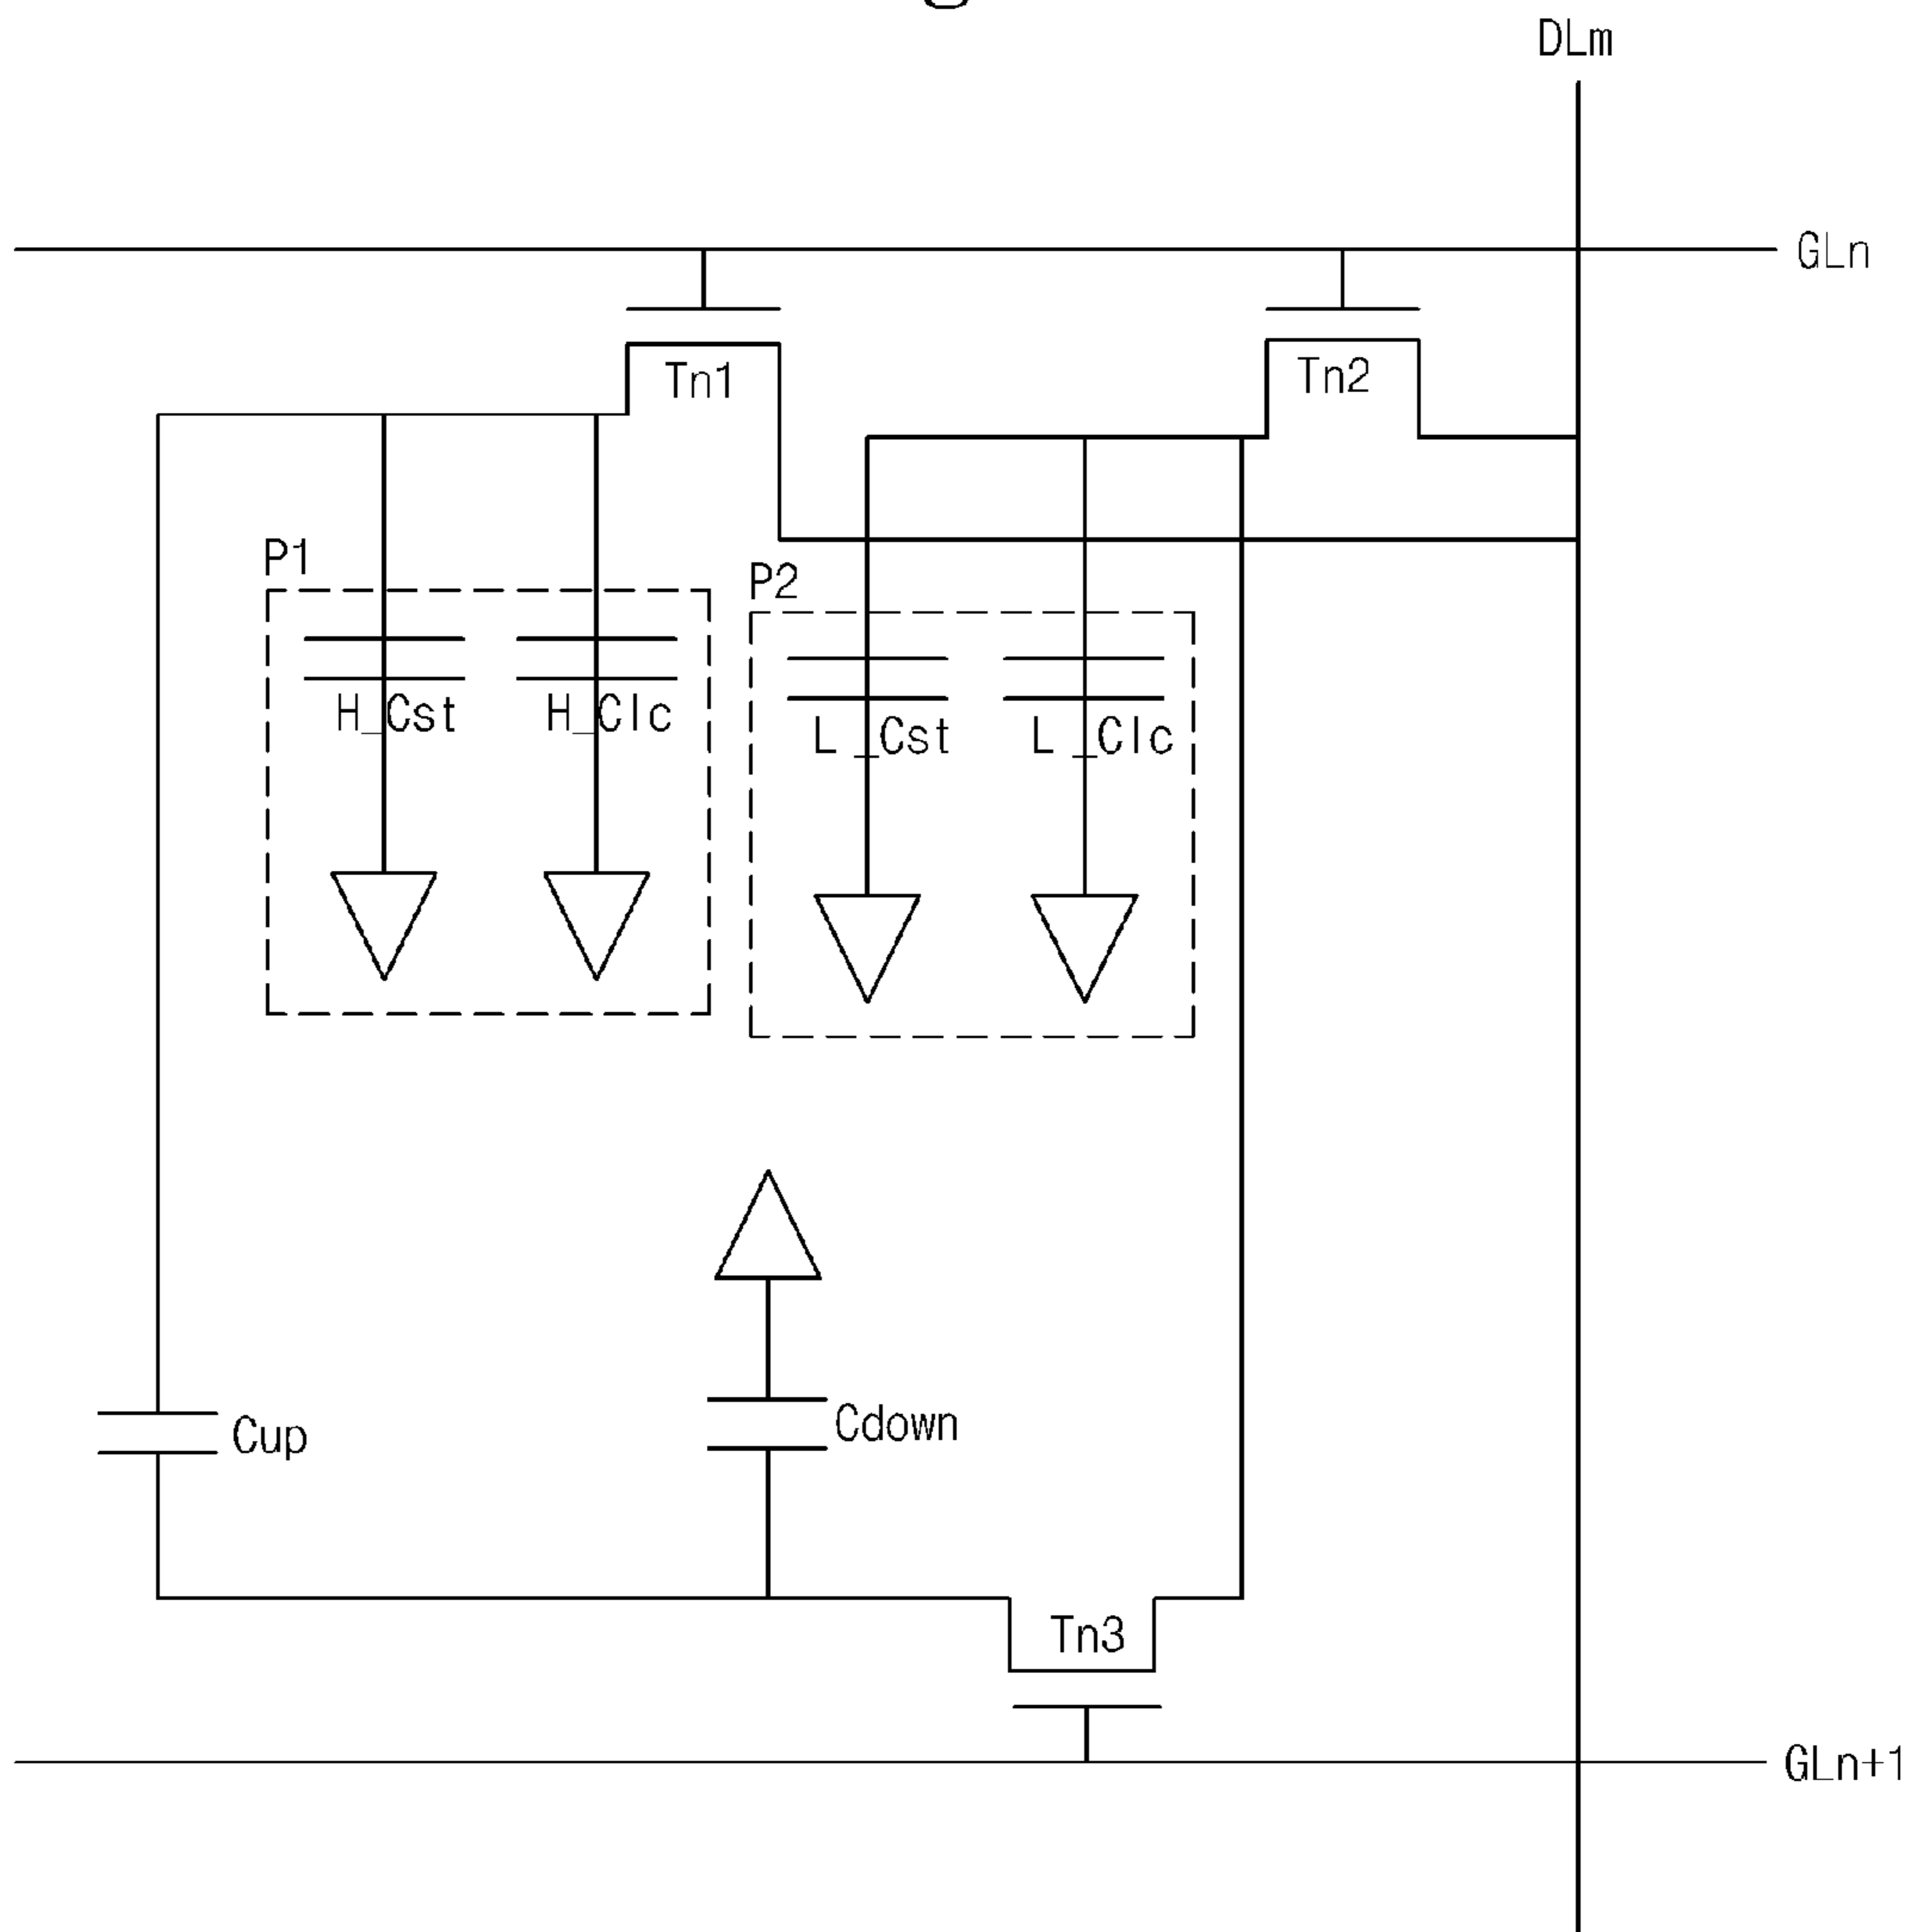 DLm
GLn
Tn1
Tn2
P1
P2
H_Cst
H_Clc
L_Cst
L_Clc
Cup
Cdown
Tn3
GLn+1